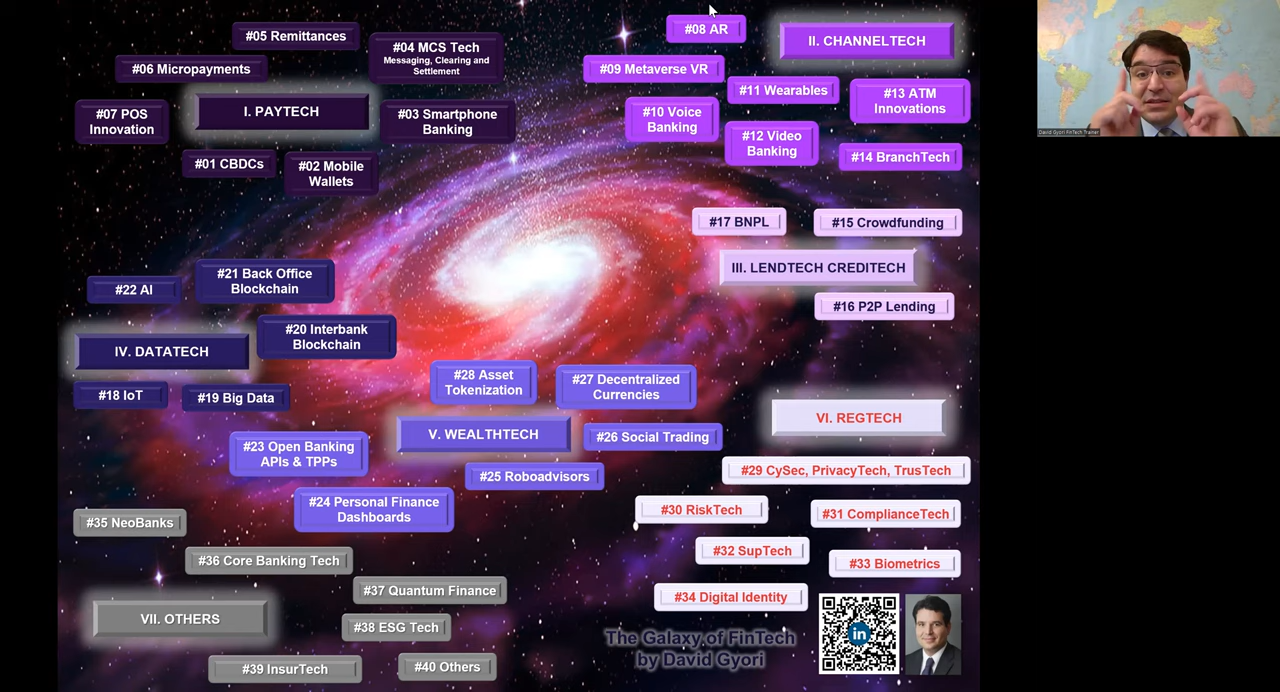 #05 Remittances
#04 MCS Tech
Messaging, Clearing and
Settlement
#06 Micropayments
I. PAYTECH
#07 POS
Innovation
#03 Smartphone
Banking
#01 CBDCs
#02 Mobile
Wallets
#08 AR
II. CHANNELTECH
#09 Metaverse VR
#11 Wearables
#13 ATM
Innovations
#10 Voice
Banking
#12 Video
Banking
#14 BranchTech
#17 BNPL
#15 Crowdfunding
III. LENDTECH CREDITECH
#16 P2P Lending
#21 Back Office
Blockchain
#22 AI
#20 Interbank
Blockchain
IV. DATATECH
#18 IoT
#19 Big Data
#28 Asset
Tokenization
#27 Decentralized
Currencies
V. WEALTHTECH
#26 Social Trading
#23 Open Banking
APIs & TPPs
#25 Roboadvisors
#24 Personal Finance
Dashboards
VI. REGTECH
#29 CySec, PrivacyTech, TrusTech
#30 RiskTech
#31 ComplianceTech
#32 SupTech
#33 Biometrics
#34 Digital Identity
#35 NeoBanks
#36 Core Banking Tech
#37 Quantum Finance
VII. OTHERS
#38 ESG Tech
#39 InsurTech
#40 Others
The Galaxy of FinTech
by David Gyori
in
David Gyori FinTech Trainer